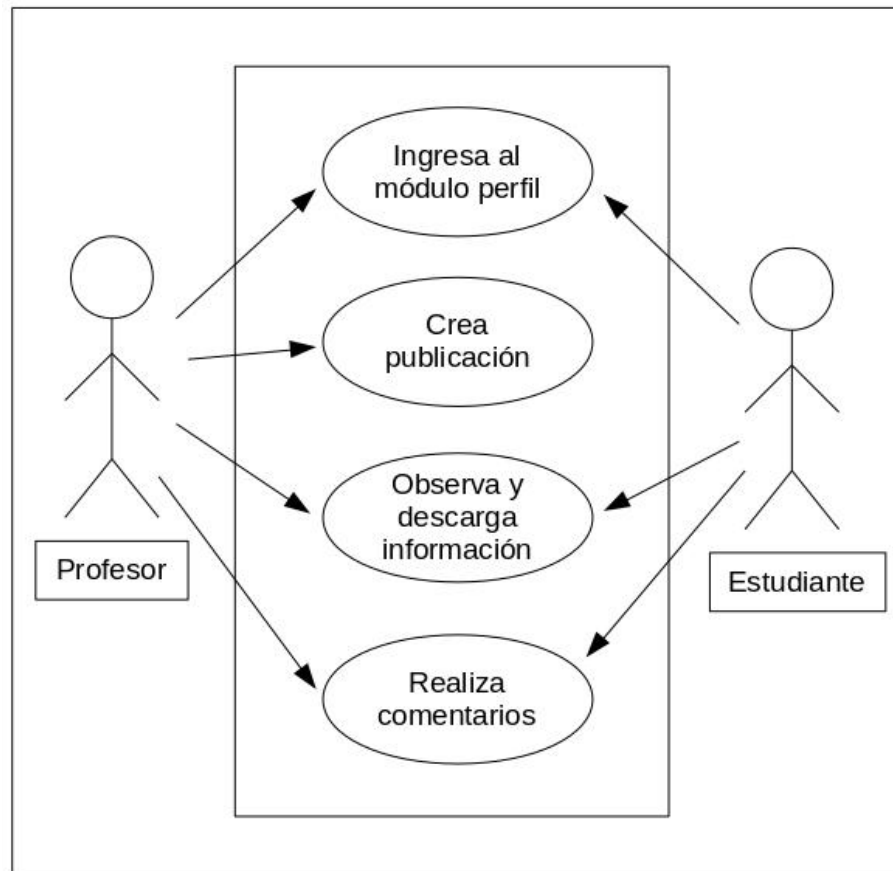 Ingresa al
módulo perfil
Crea
publicación
Observa y
descarga
información
Profesor
Estudiante
Realiza
comentarios